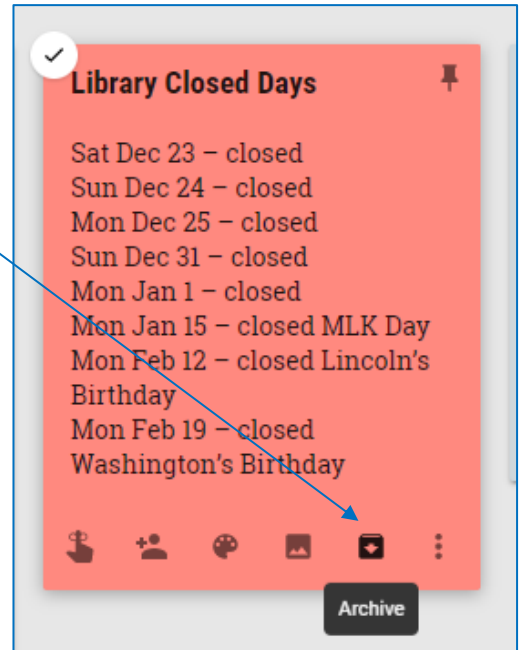 Library Closed Days
Sat Dec 23 – closed
Sun Dec 24 – closed
Mon Dec 25 – closed
Sun Dec 31 – closed
Mon Jan 1 – closed
Mon Jan 15 – closed MLK Day
Mon Feb 12 – closed Lincoln's
Birthday
Mon Feb 19 – closed
Washington's Birthday
Archive